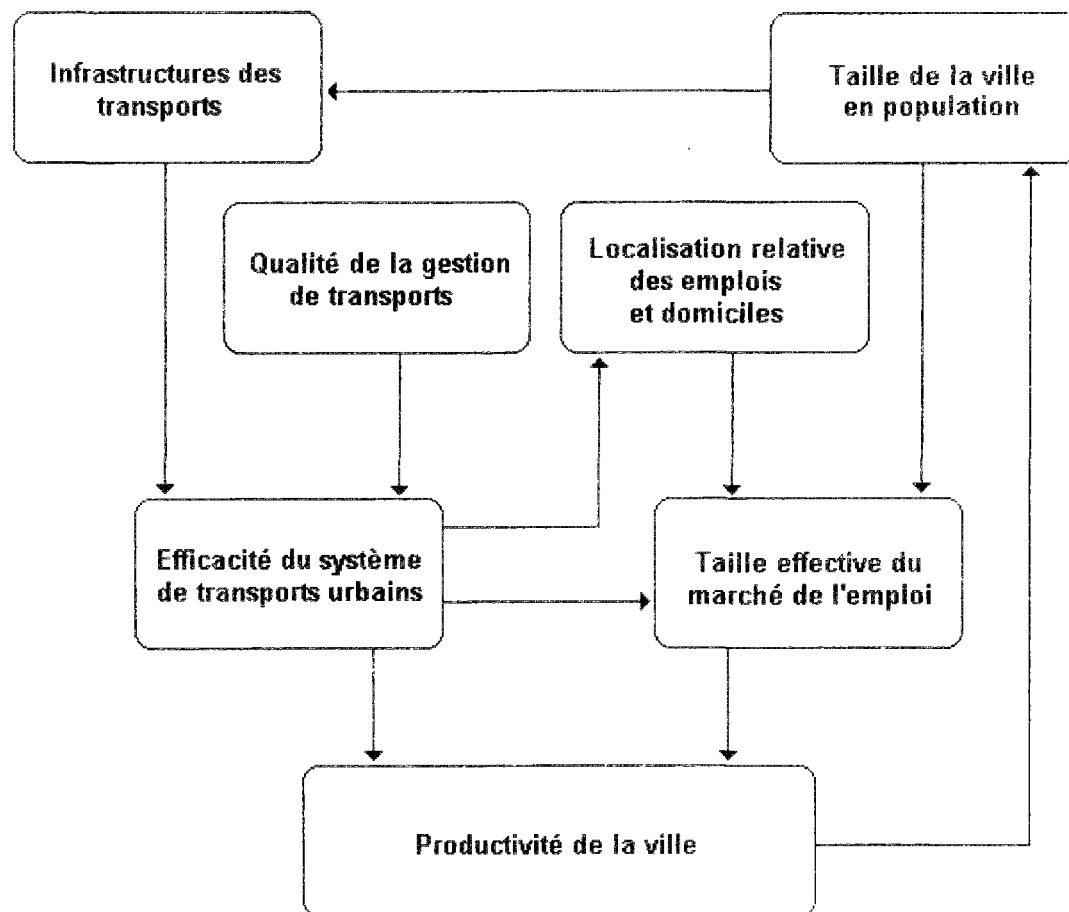 Infrastructures des
transports
Taille de la ville
en population
Qualité de la gestion
de transports
Localisation relative
des emplois
et domiciles
Efficacité du système
de transports urbains
Taille effective du
marché de l'emploi
Productivité de la ville